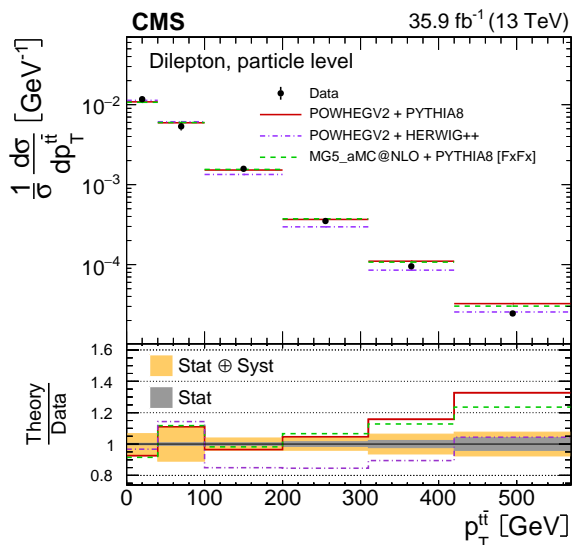 CMS 35.9 fb⁻¹ (13 TeV)
Dilepton, particle level
Data
POWHEGV2 + PYTHIA8
POWHEGV2 + HERWIG++
MG5_aMC@NLO + PYTHIA8 [FxFx]
1/σ dσ/dp_T^{tt̄} [GeV⁻¹]
10⁻²
10⁻³
10⁻⁴
Stat ⊕ Syst
Stat
Theory
Data
1.6
1.4
1.2
1
0.8
0 100 200 300 400 500
p_T^{tt̄} [GeV]